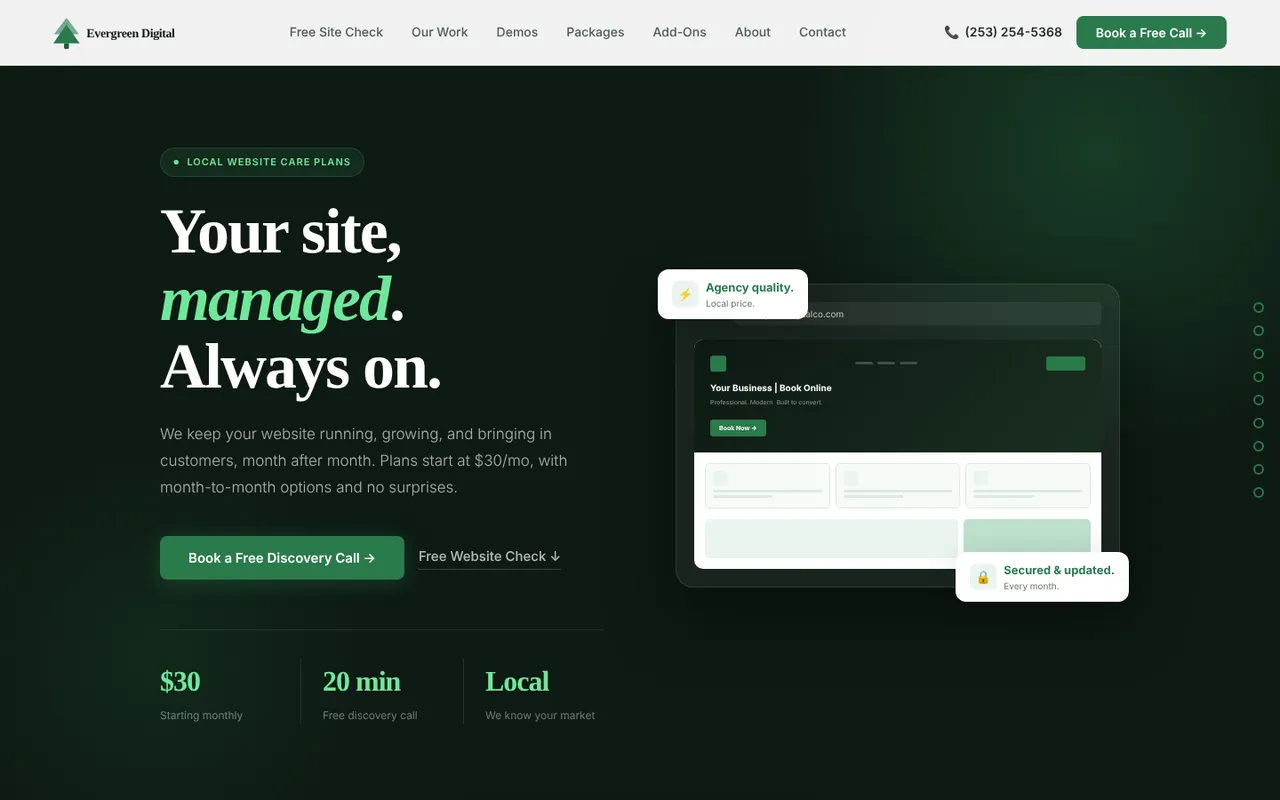 Evergreen Digital
Free Site Check
Our Work
Demos
Packages
Add-Ons
About
Contact
📞 (253) 254-5368
Book a Free Call →
LOCAL WEBSITE CARE PLANS
Your site,
managed.
Always on.
We keep your website running, growing, and bringing in
customers, month after month. Plans start at $30/mo, with
month-to-month options and no surprises.
Book a Free Discovery Call →
Free Website Check ↓
$30
Starting monthly
20 min
Free discovery call
Local
We know your market
⚡ Agency quality.
Local price.
Your Business | Book Online
Professional. Modern. Built to convert.
Book Now →
🔒 Secured & updated.
Every month.